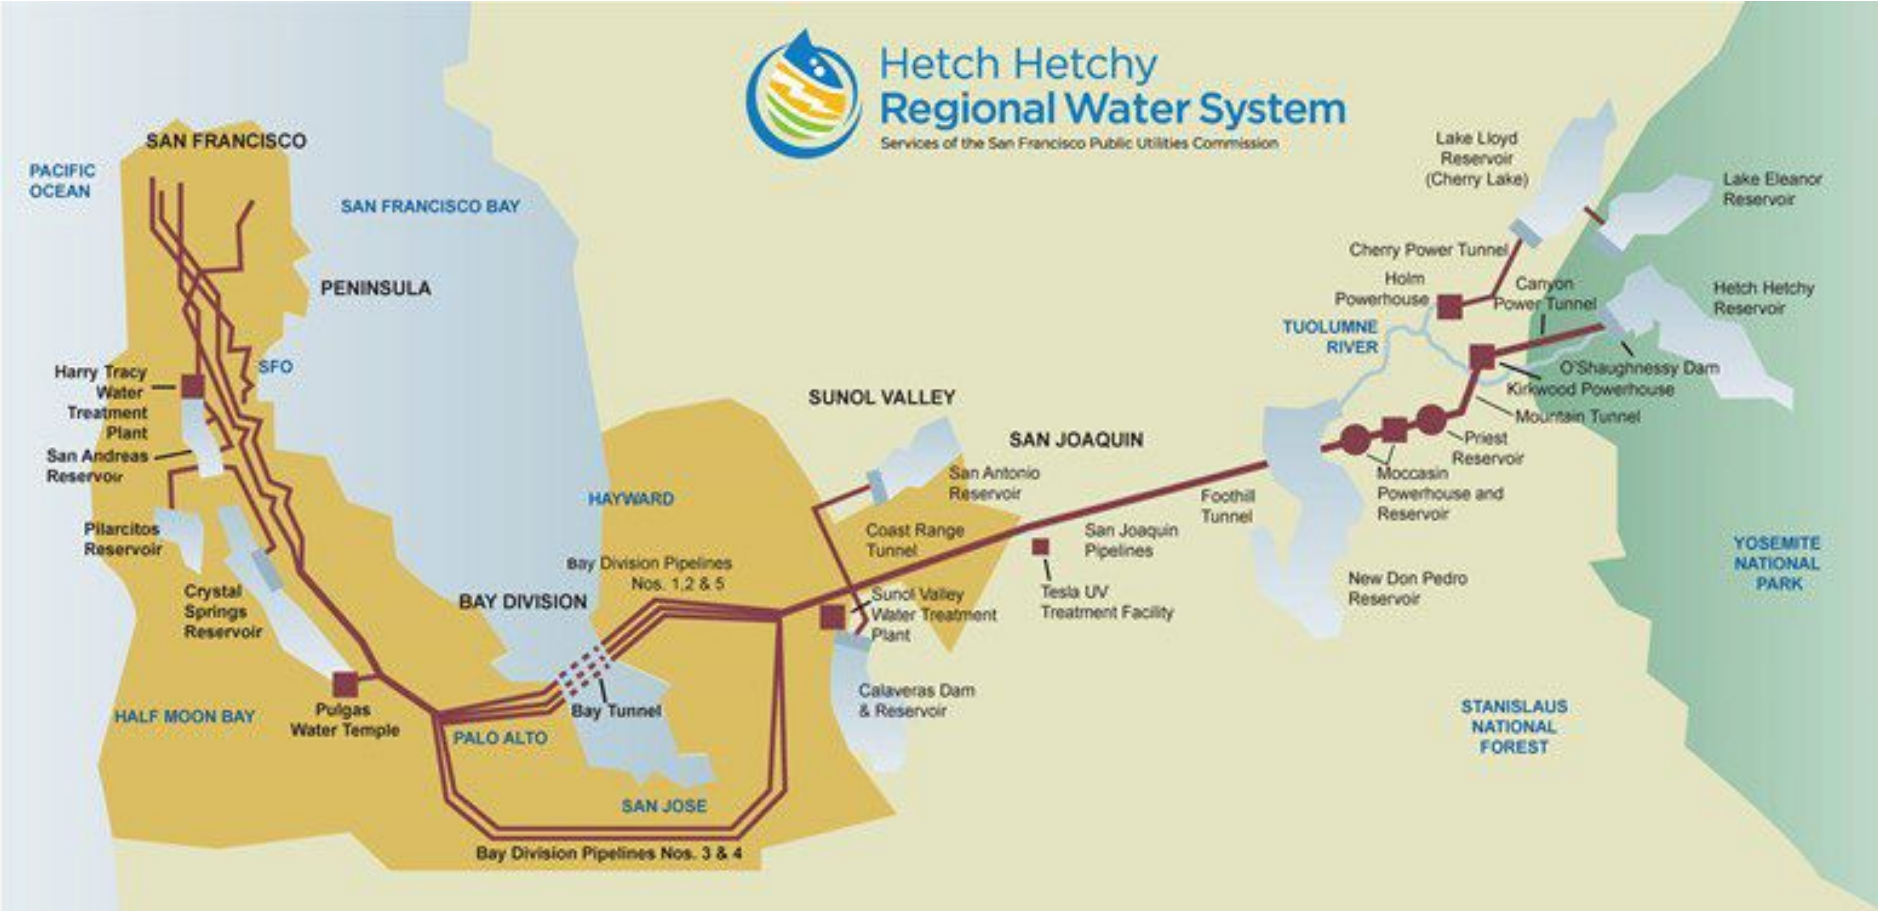 Hetch Hetchy
Regional Water System
Services of the San Francisco Public Utilities Commission
SAN FRANCISCO
PACIFIC
OCEAN
SAN FRANCISCO BAY
PENINSULA
SFO
Harry Tracy
Water
Treatment
Plant
San Andreas
Reservoir
Pilarcitos
Reservoir
Crystal
Springs
Reservoir
HALF MOON BAY
Pulgas
Water Temple
PALO ALTO
BAY DIVISION
Bay Division Pipelines
Nos. 1,2 & 5
Bay Tunnel
SAN JOSE
Bay Division Pipelines Nos. 3 & 4
HAYWARD
SUNOL VALLEY
San Antonio
Reservoir
Coast Range
Tunnel
Sunol Valley
Water Treatment
Plant
Calaveras Dam
& Reservoir
SAN JOAQUIN
San Joaquin
Pipelines
Tesla UV
Treatment Facility
Foothill
Tunnel
New Don Pedro
Reservoir
Lake Lloyd
Reservoir
(Cherry Lake)
Lake Eleanor
Reservoir
Cherry Power Tunnel
Holm
Powerhouse
Canyon
Power Tunnel
Hetch Hetchy
Reservoir
TUOLUMNE
RIVER
O'Shaughnessy Dam
Kirkwood Powerhouse
Mountain Tunnel
Priest
Reservoir
Moccasin
Powerhouse and
Reservoir
YOSEMITE
NATIONAL
PARK
STANISLAUS
NATIONAL
FOREST